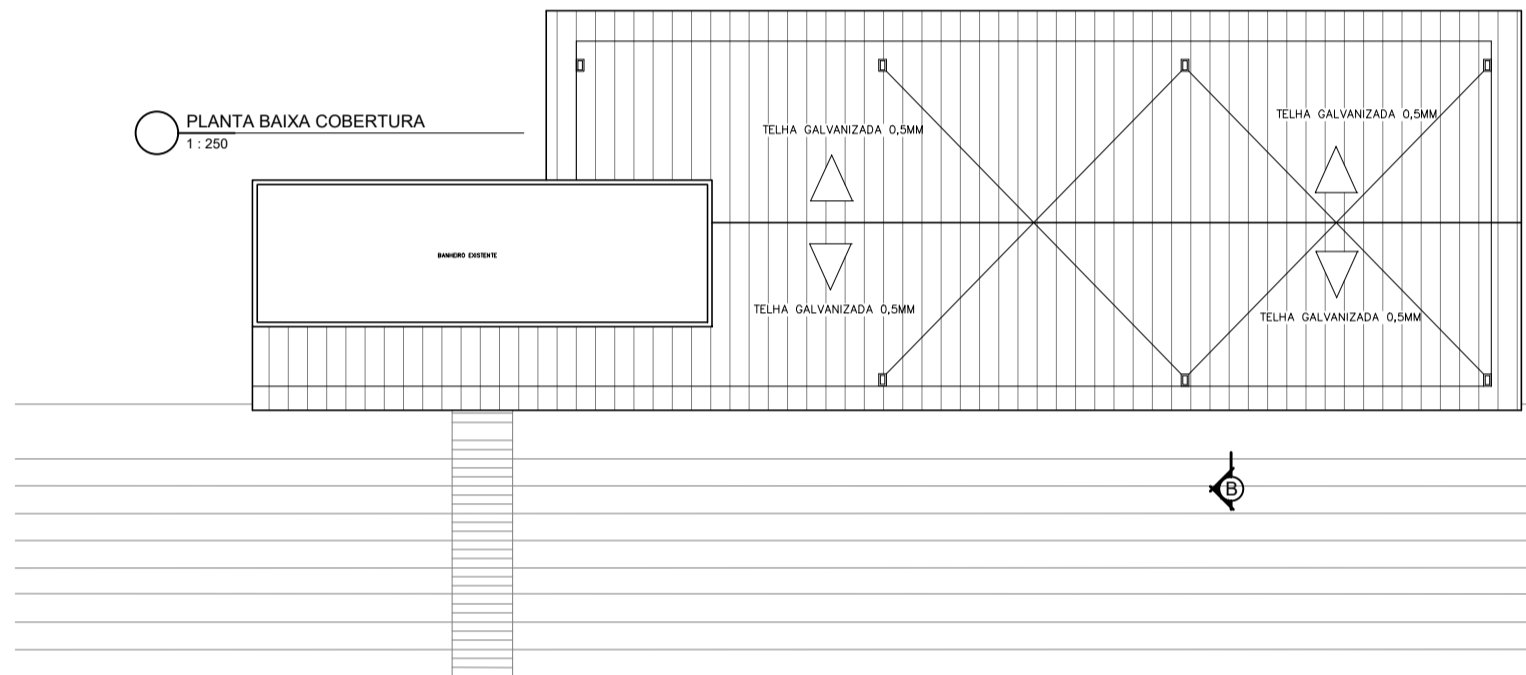 PLANTA BAIXA COBERTURA
1 : 250
TELHA GALVANIZADA 0,5MM
TELHA GALVANIZADA 0,5MM
BANHEIRO EXISTENTE
TELHA GALVANIZADA 0,5MM
TELHA GALVANIZADA 0,5MM
B